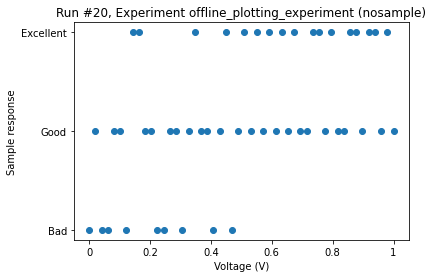 Run #20, Experiment offline_plotting_experiment (nosample)
Excellent
Good
Bad
Sample response
0 0.2 0.4 0.6 0.8 1
Voltage (V)